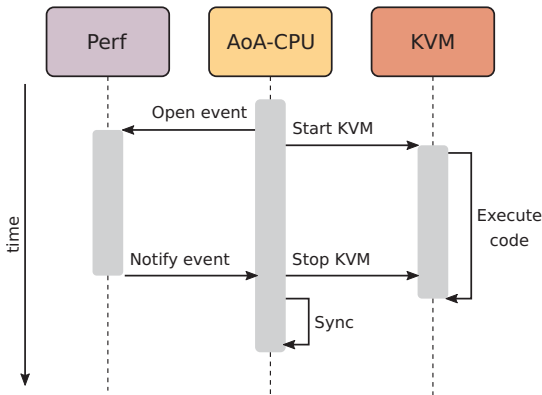 Perf
AoA-CPU
KVM
Open event
Start KVM
Execute
code
time
Notify event
Stop KVM
Sync